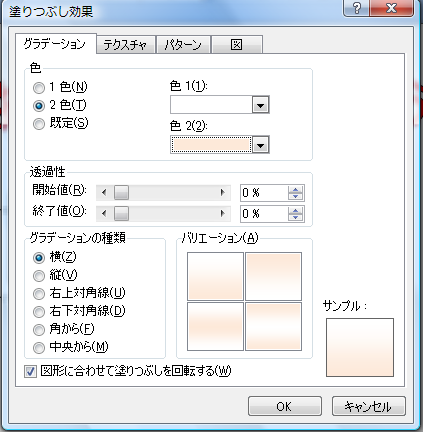 塗りつぶし効果
グラデーション テクスチャ パターン 図
色
1 色(N)
2 色(T)
既定(S)
色 1(1):
色 2(2):
透過性
開始値(R): 0 %
終了値(O): 0 %
グラデーションの種類
横(Z)
縦(V)
右上対角線(U)
右下対角線(D)
角から(F)
中央から(M)
バリエーション(A)
サンプル :
図形に合わせて塗りつぶしを回転する(W)
OK キャンセル